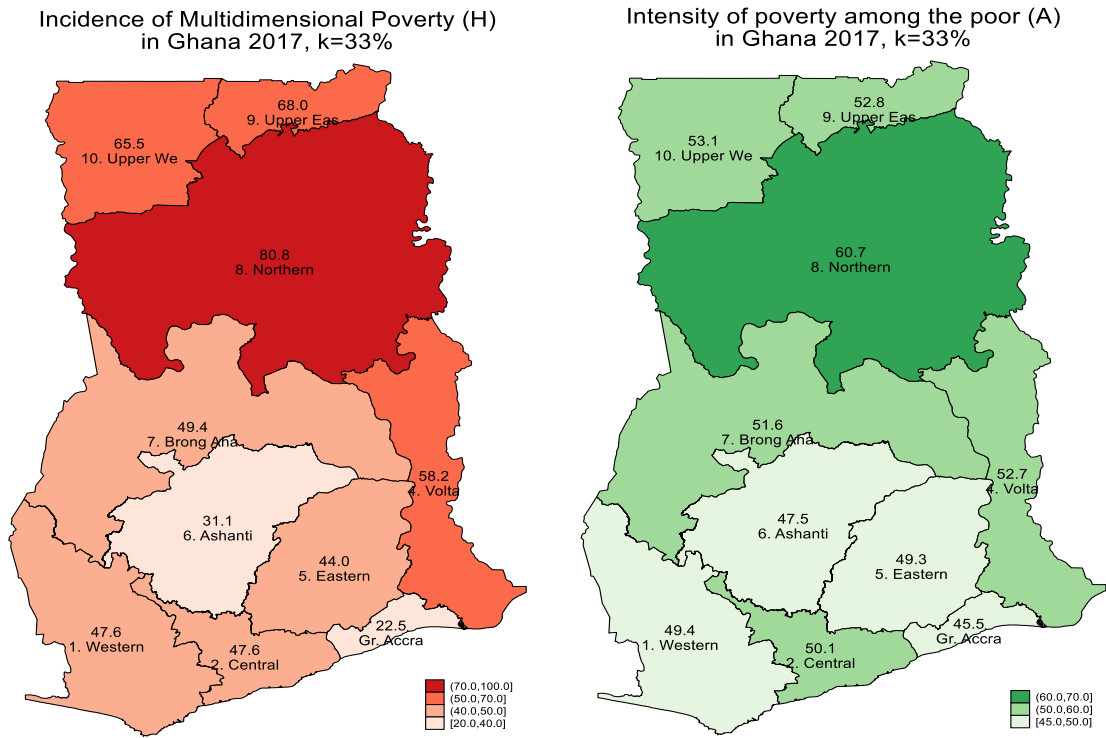 Incidence of Multidimensional Poverty (H)
in Ghana 2017, k=33%
68.0
9. Upper Eas
65.5
10. Upper We
80.8
8. Northern
49.4
7. Brong Aha
58.2
4. Volta
31.1
6. Ashanti
44.0
5. Eastern
22.5
Gr. Accra
47.6
1. Western
47.6
2. Central
(70.0,100.0]
(50.0,70.0]
(40.0,50.0]
[20.0,40.0]
Intensity of poverty among the poor (A)
in Ghana 2017, k=33%
52.8
9. Upper Eas
53.1
10. Upper We
60.7
8. Northern
51.6
7. Brong Aha
52.7
4. Volta
47.5
6. Ashanti
49.3
5. Eastern
45.5
Gr. Accra
49.4
1. Western
50.1
2. Central
(60.0,70.0]
(50.0,60.0]
[45.0,50.0]